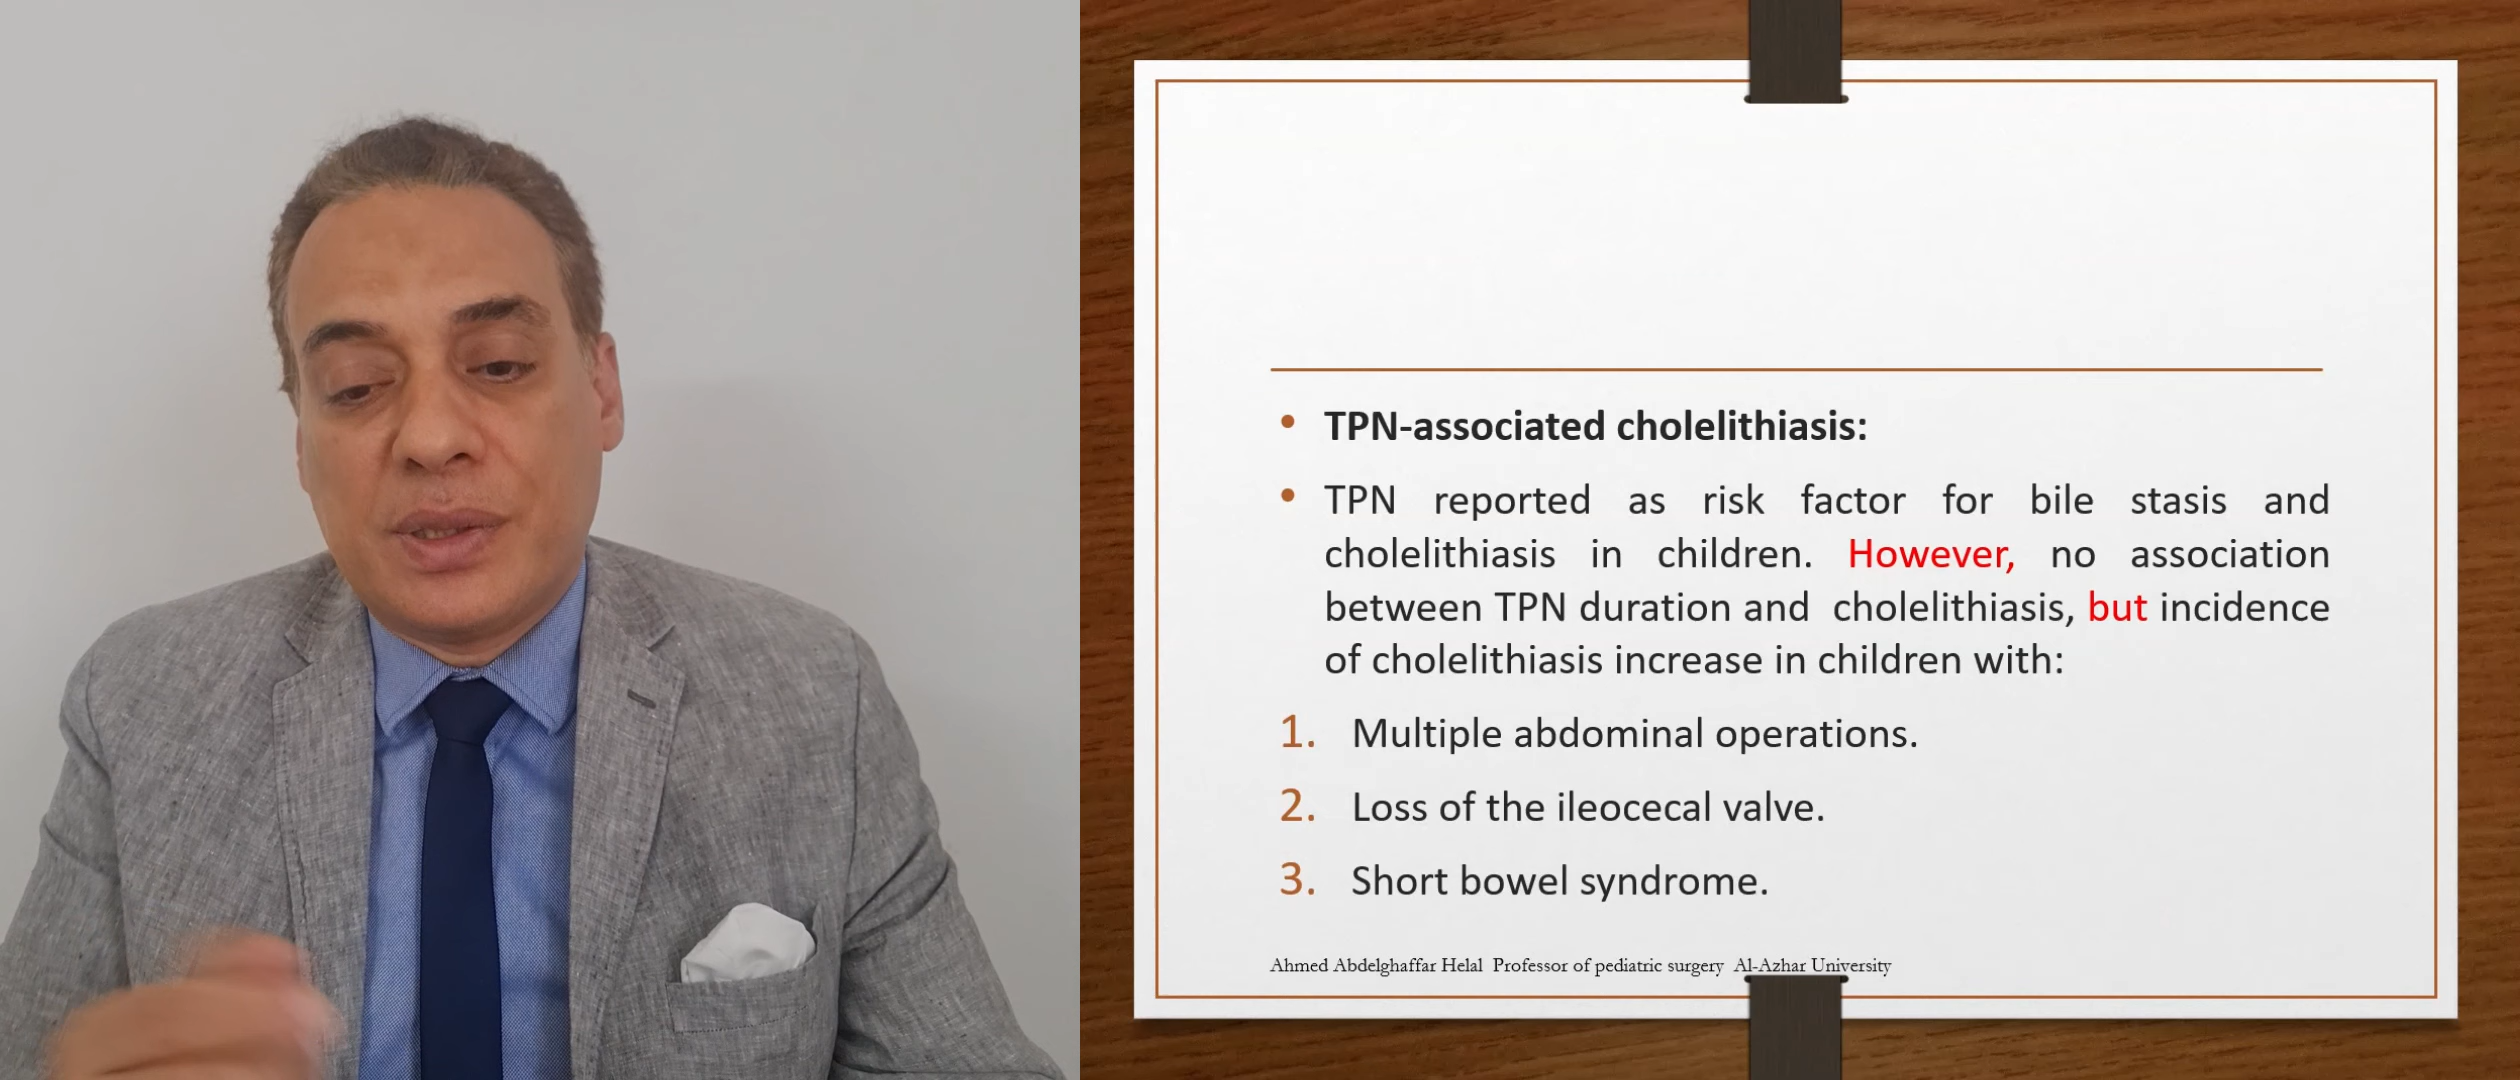 • TPN-associated cholelithiasis:
• TPN reported as risk factor for bile stasis and
cholelithiasis in children. However, no association
between TPN duration and cholelithiasis, but incidence
of cholelithiasis increase in children with:
1. Multiple abdominal operations.
2. Loss of the ileocecal valve.
3. Short bowel syndrome.
Ahmed Abdelghaffar Helal Professor of pediatric surgery Al-Azhar University